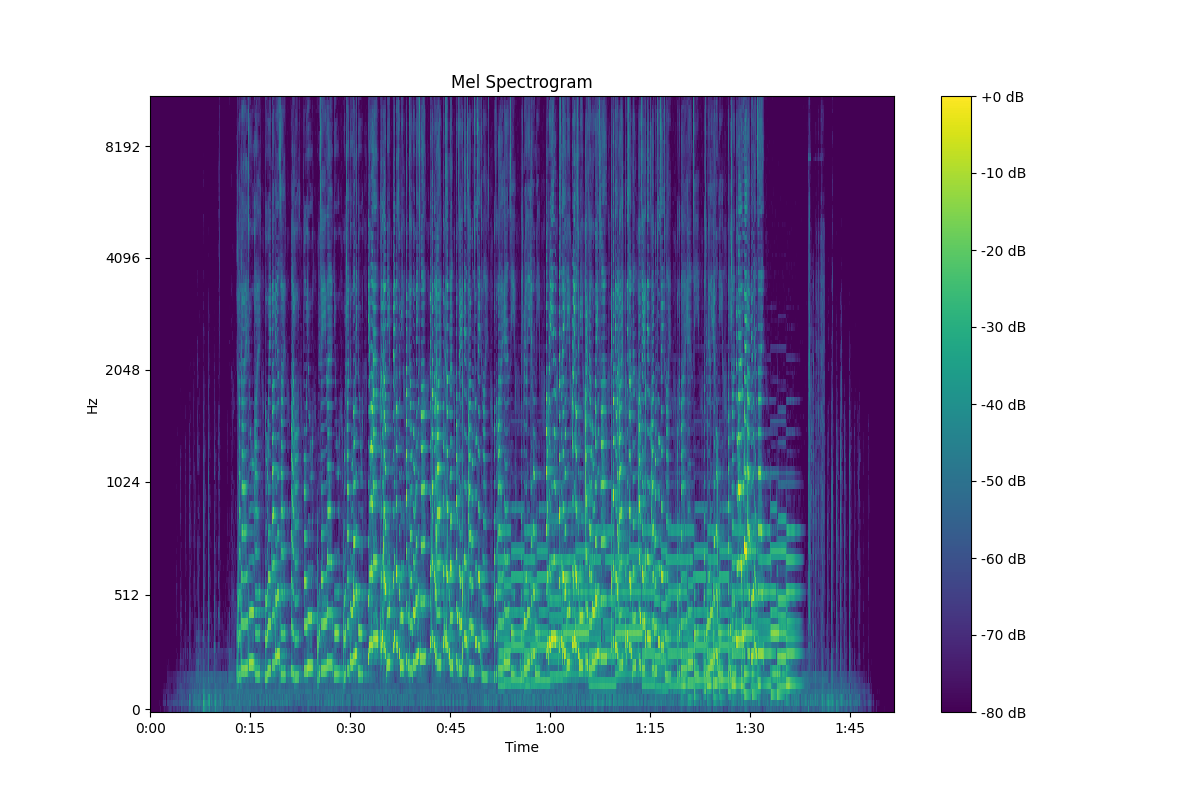 Mel Spectrogram
+0 dB
8192
-10 dB
4096
-20 dB
-30 dB
2048
Hz
-40 dB
1024
-50 dB
-60 dB
512
-70 dB
0
-80 dB
0:00 0:15 0:30 0:45 1:00 1:15 1:30 1:45
Time